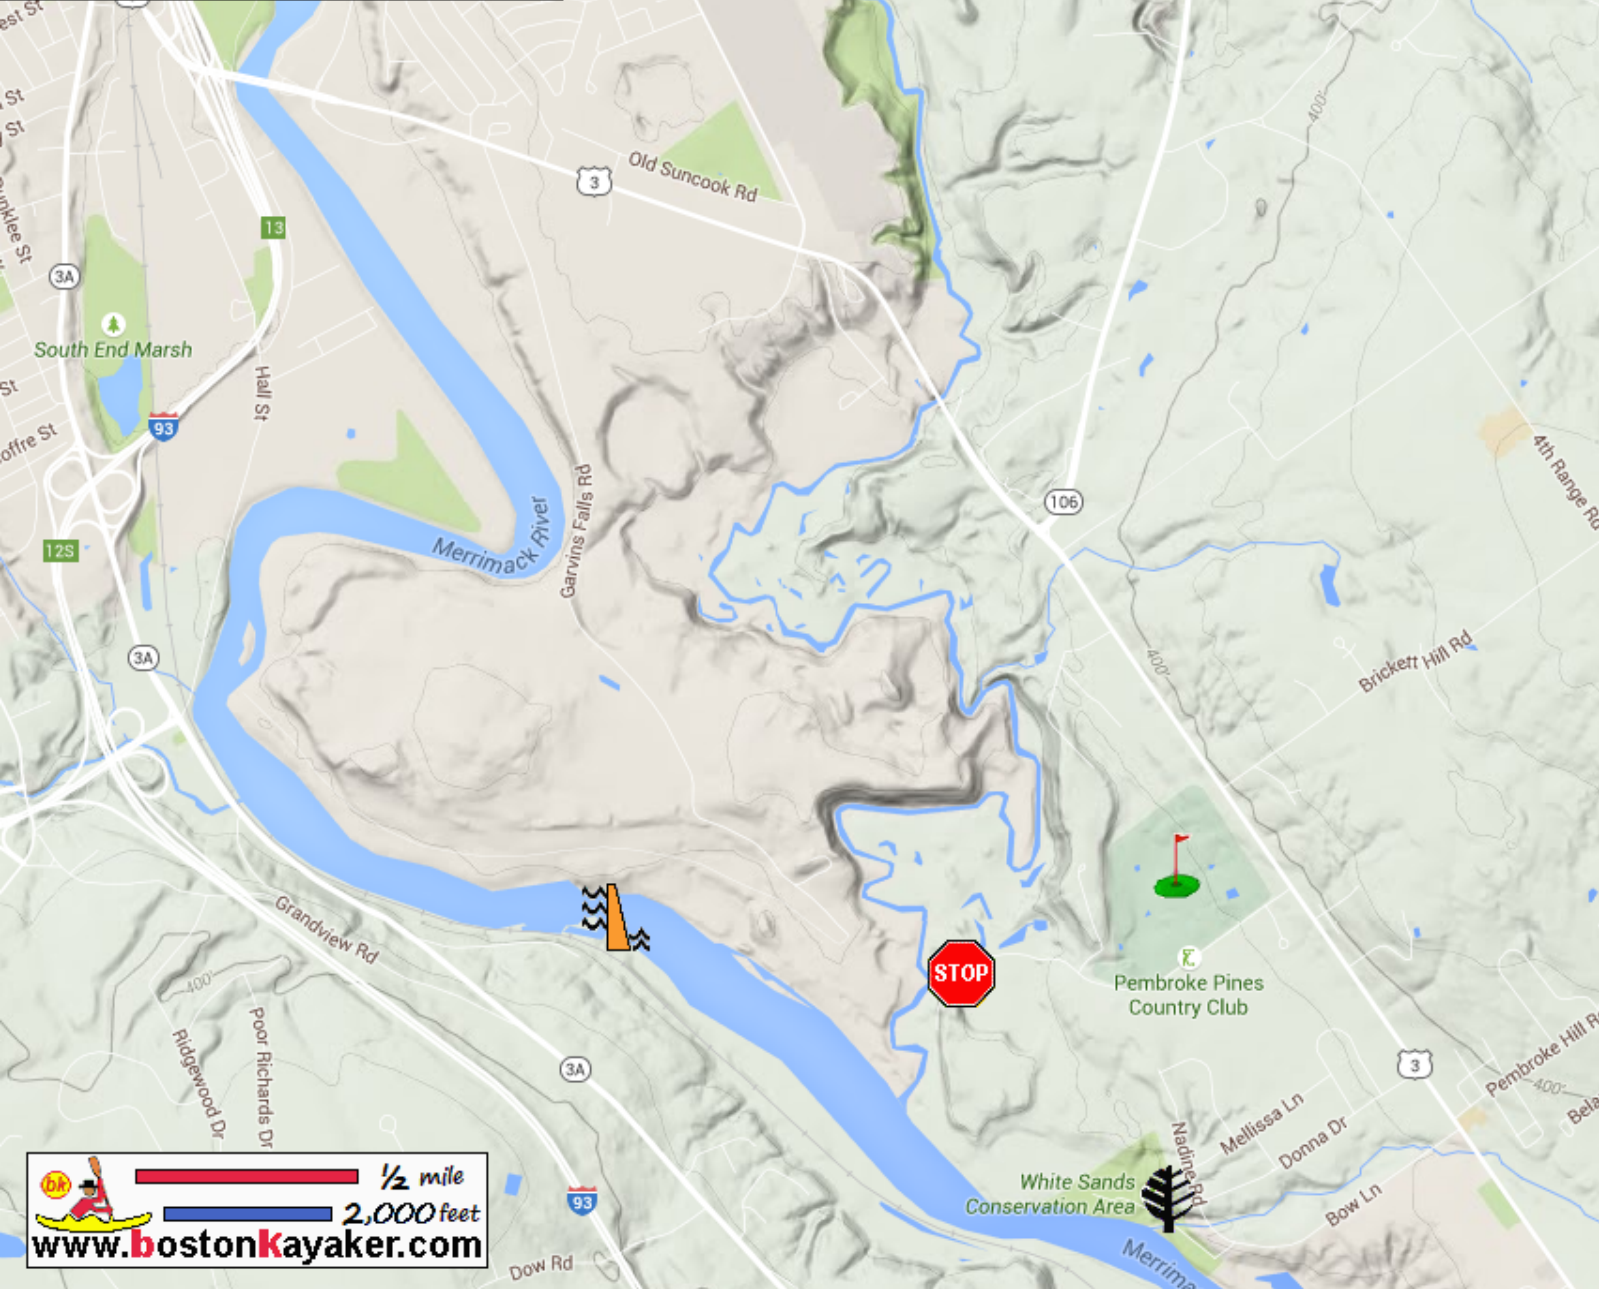 St
St
3
Old Suncook Rd
13
3A
South End Marsh
Hall St
93
400'
4th Range Rd
106
12S
Merrimack River
Garvins Falls Rd
3A
400'
Brickett Hill Rd
Grandview Rd
STOP
Pembroke Pines
Country Club
400'
Poor Richards Dr
Ridgewood Dr
3A
3
Pembroke Hill
400'
Mellissa Ln
Donna Dr
Nadine Rd
White Sands
Conservation Area
Bow Ln
93
Dow Rd
bk
½ mile
2,000 feet
www.bostonkayaker.com